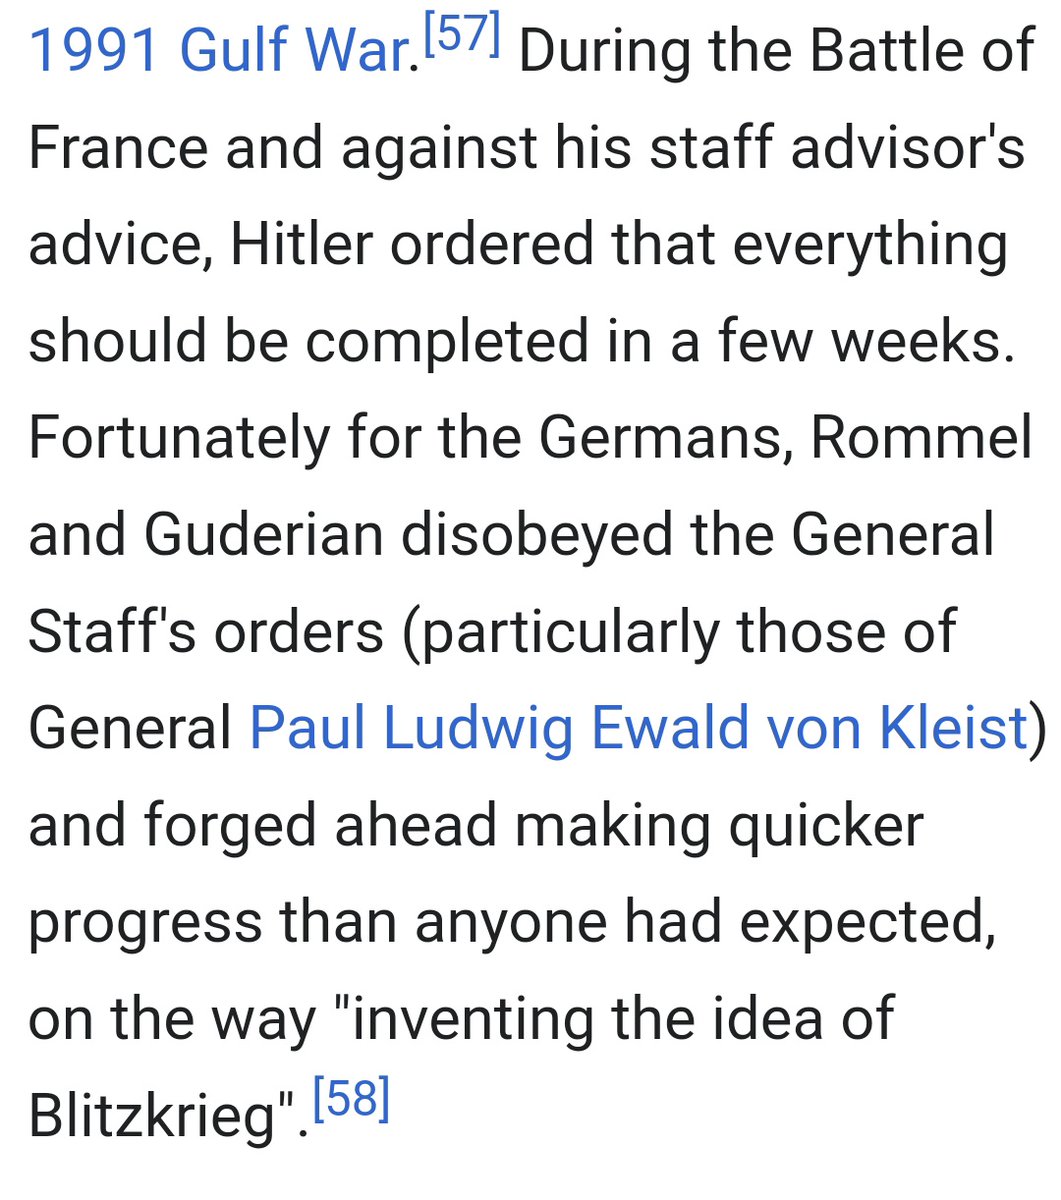 1991 Gulf War.[57] During the Battle of
France and against his staff advisor's
advice, Hitler ordered that everything
should be completed in a few weeks.
Fortunately for the Germans, Rommel
and Guderian disobeyed the General
Staff's orders (particularly those of
General Paul Ludwig Ewald von Kleist)
and forged ahead making quicker
progress than anyone had expected,
on the way "inventing the idea of
Blitzkrieg".[58]